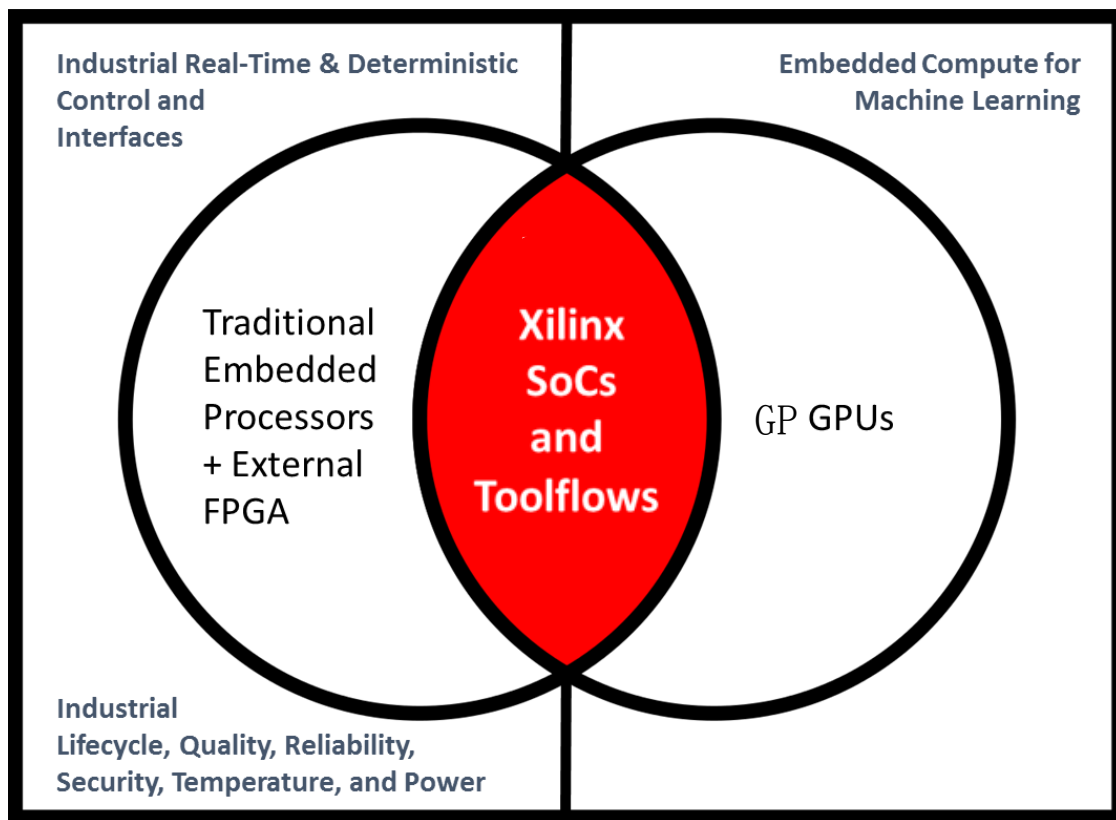 Industrial Real-Time & Deterministic
Control and
Interfaces
Embedded Compute for
Machine Learning
Traditional
Embedded
Processors
+ External
FPGA
Xilinx
SoCs
and
Toolflows
GP GPUs
Industrial
Lifecycle, Quality, Reliability,
Security, Temperature, and Power